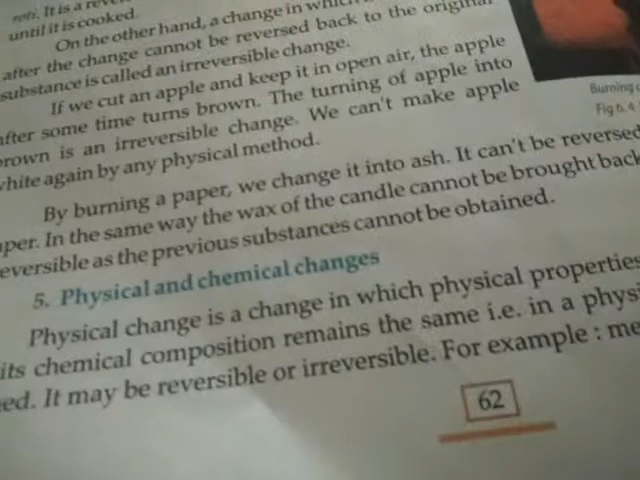 until it is cooked.
On the other hand, a change in which
after the change cannot be reversed back to the original
substance is called an irreversible change.
If we cut an apple and keep it in open air, the apple
after some time turns brown. The turning of apple into
brown is an irreversible change. We can't make apple
white again by any physical method.
Burning
Fig 6.4
By burning a paper, we change it into ash. It can't be reversed
In the same way the wax of the candle cannot be brought back
as the previous substances cannot be obtained.
5. Physical and chemical changes
Physical change is a change in which physical properties
its chemical composition remains the same i.e. in a
It may be reversible or irreversible. For example :
62